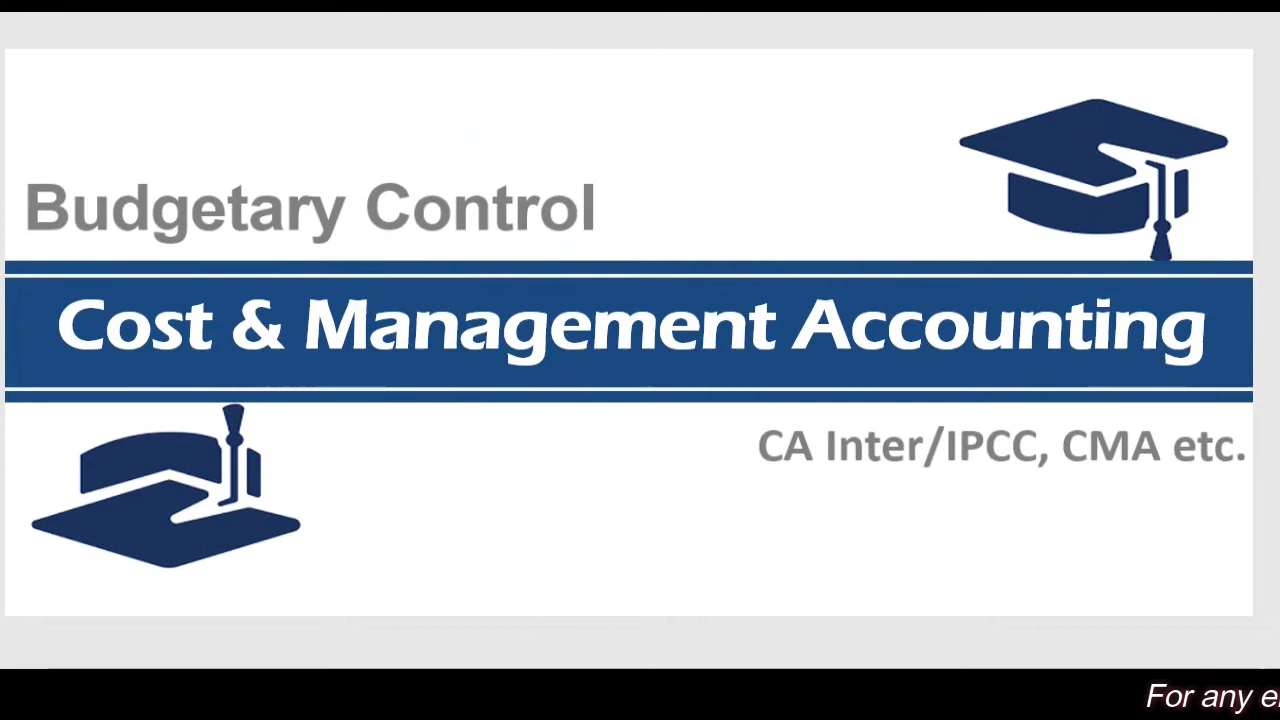 Budgetary Control
Cost & Management Accounting
CA Inter/IPCC, CMA etc.
For any